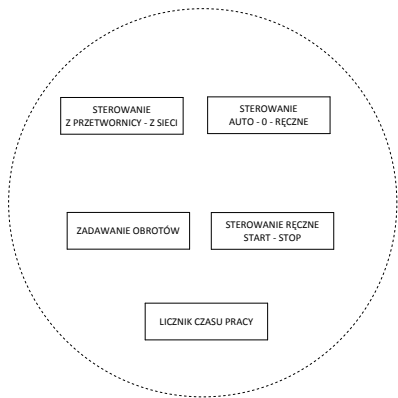 STEROWANIE
Z PRZETWORNICY - Z SIECI
STEROWANIE
AUTO - 0 - RĘCZNE
ZADAWANIE OBROTÓW
STEROWANIE RĘCZNE
START - STOP
LICZNIK CZASU PRACY